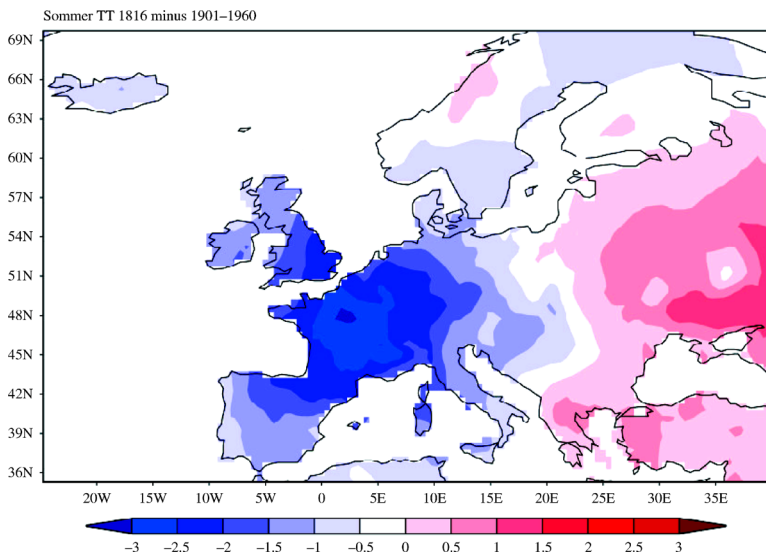 Sommer TT 1816 minus 1901–1960
69N
66N
63N
60N
57N
54N
51N
48N
45N
42N
39N
36N
20W 15W 10W 5W 0 5E 10E 15E 20E 25E 30E 35E
−3 −2.5 −2 −1.5 −1 −0.5 0 0.5 1 1.5 2 2.5 3